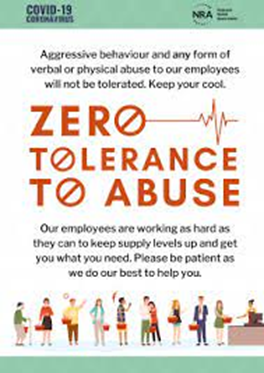 COVID-19
CORONAVIRUS
NRA
Aggressive behaviour and any form of
verbal or physical abuse to our employees
will not be tolerated. Keep your cool.
ZERO
TOLERANCE
TO ABUSE
Our employees are working as hard as
they can to keep supply levels up and get
you what you need. Please be patient as
we do our best to help you.